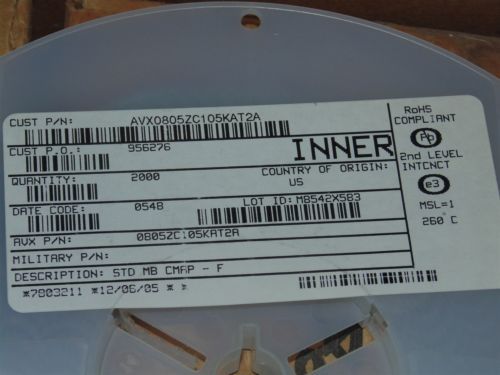 CUST P/N: AVX0805ZC105KAT2A
CUST P.O.: 956276
INNER
QUANTITY: 2000
COUNTRY OF ORIGIN:
US
DATE CODE: 0548
LOT ID: M8542X5B3
AVX P/N: 0805ZC105KAT2A
MILITARY P/N:
DESCRIPTION: STD MB CMAP - F
*7803211 *12/06/05 * *
RoHS
COMPLIANT
Pb
2nd LEVEL
INTCNCT
e3
MSL=1
260 C